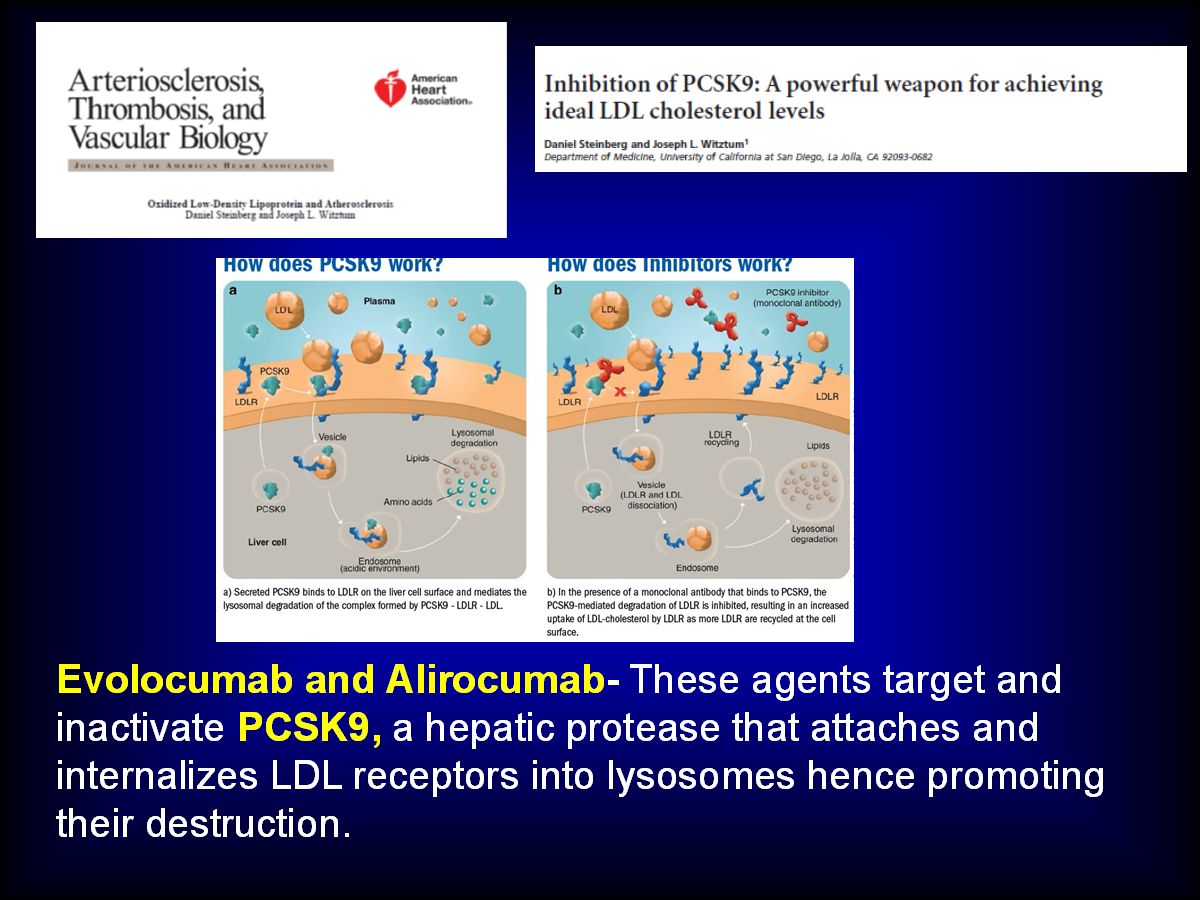 Arteriosclerosis,
Thrombosis, and
Vascular Biology
JOURNAL OF THE AMERICAN HEART ASSOCIATION
American
Heart
Association®
Oxidized Low-Density Lipoprotein and Atherosclerosis
Daniel Steinberg and Joseph L. Witztum
Inhibition of PCSK9: A powerful weapon for achieving
ideal LDL cholesterol levels
Daniel Steinberg and Joseph L. Witztum1
Department of Medicine, University of California at San Diego, La Jolla, CA 92093-0682
How does PCSK9 work?
a
LDL
Plasma
PCSK9
LDLR
Vesicle
Lysosomal
degradation
Lipids
Amino acids
PCSK9
Liver cell
Endosome
(acidic environment)
a) Secreted PCSK9 binds to LDLR on the liver cell surface and mediates the
lysosomal degradation of the complex formed by PCSK9 - LDLR - LDL.
How does Inhibitors work?
b
LDL
PCSK9 inhibitor
(monoclonal antibody)
X
LDLR
LDLR
LDLR
recycling
Lipids
Vesicle
(LDLR and LDL
dissociation)
PCSK9
Lysosomal
degradation
Endosome
b) In the presence of a monoclonal antibody that binds to PCSK9, the
PCSK9-mediated degradation of LDLR is inhibited, resulting in an increased
uptake of LDL-cholesterol by LDLR as more LDLR are recycled at the cell
surface.
Evolocumab and Alirocumab- These agents target and
inactivate PCSK9, a hepatic protease that attaches and
internalizes LDL receptors into lysosomes hence promoting
their destruction.